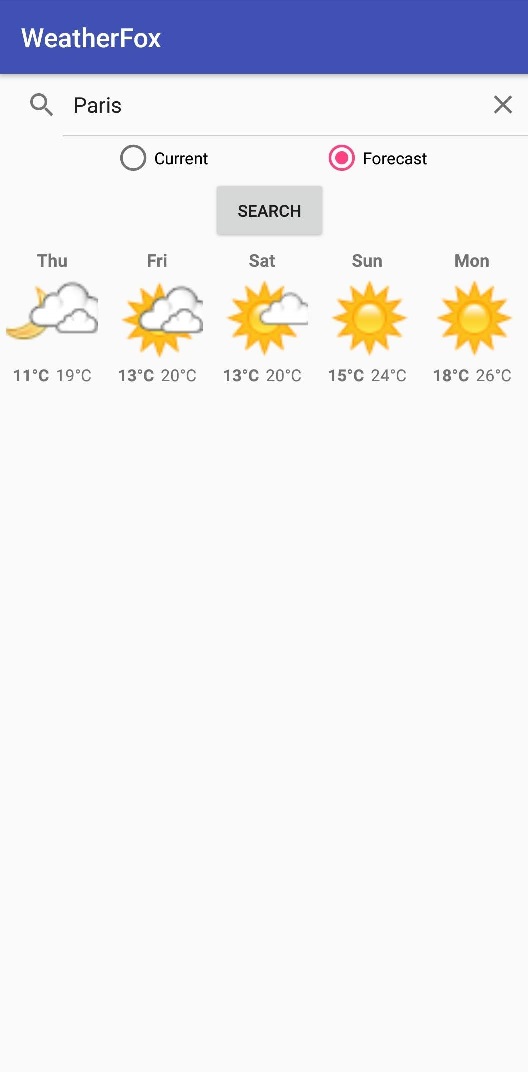 WeatherFox
Paris
Current Forecast
SEARCH
Thu Fri Sat Sun Mon
11°C 19°C 13°C 20°C 13°C 20°C 15°C 24°C 18°C 26°C